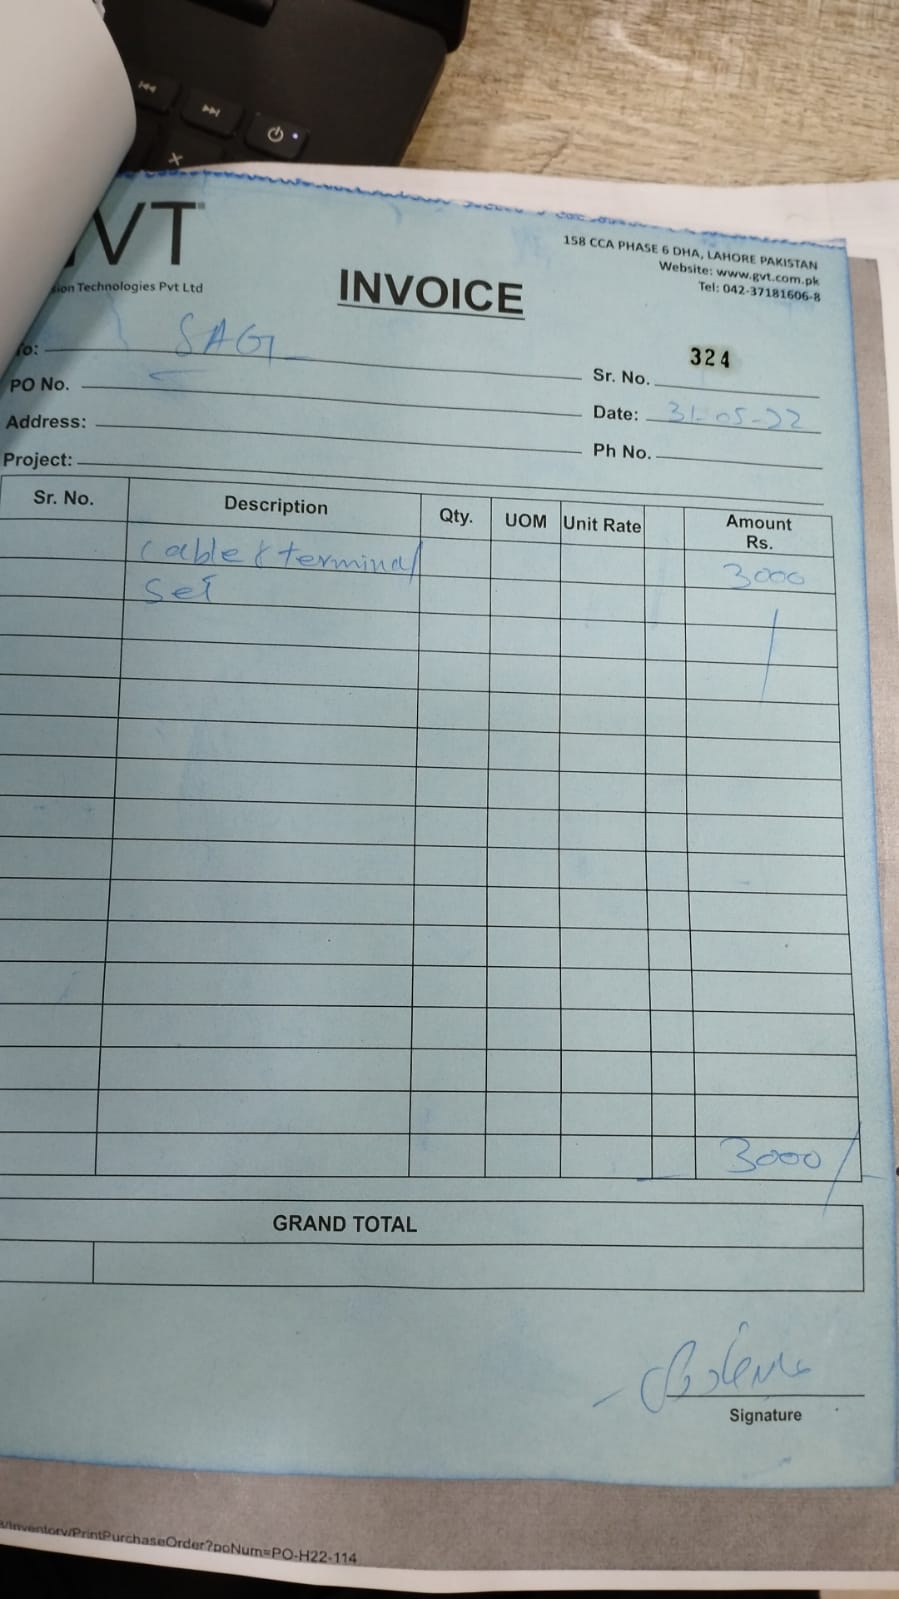 VT
sion Technologies Pvt Ltd
INVOICE
158 CCA PHASE 6 DHA, LAHORE PAKISTAN
Website: www.gvt.com.pk
Tel: 042-37181606-8
To: SAGI
Sr. No. 324
PO No.
Date: 31-05-22
Address:
Ph No.
Project:
Sr. No. Description Qty. UOM Unit Rate Amount Rs.
Cable & terminal 3000
Set
3000/
GRAND TOTAL
Signature
/Inventory/PrintPurchaseOrder?poNum=PO-H22-114